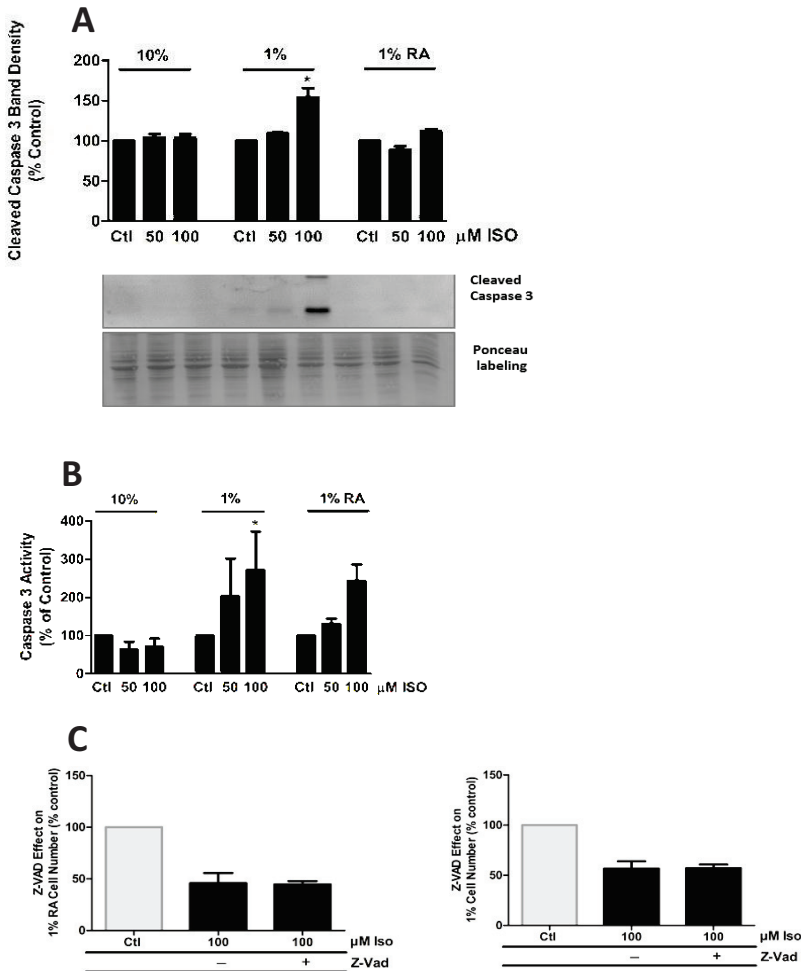 A
Cleaved Caspase 3 Band Density
(% Control)
10%
1%
1% RA
200
150
100
50
0
*
Ctl 50 100
Ctl 50 100
Ctl 50 100
μM ISO
Cleaved
Caspase 3
Ponceau
labeling
B
Caspase 3 Activity
(% of Control)
10%
1%
1% RA
400
300
200
100
0
*
Ctl 50 100
Ctl 50 100
Ctl 50 100
μM ISO
C
Z-VAD Effect on
1% RA Cell Number (% control)
150
100
50
0
Ctl 100 100 μM Iso
– + Z-Vad
Z-VAD Effect on
1% Cell Number (% control)
150
100
50
0
Ctl 100 100 μM Iso
– + Z-Vad